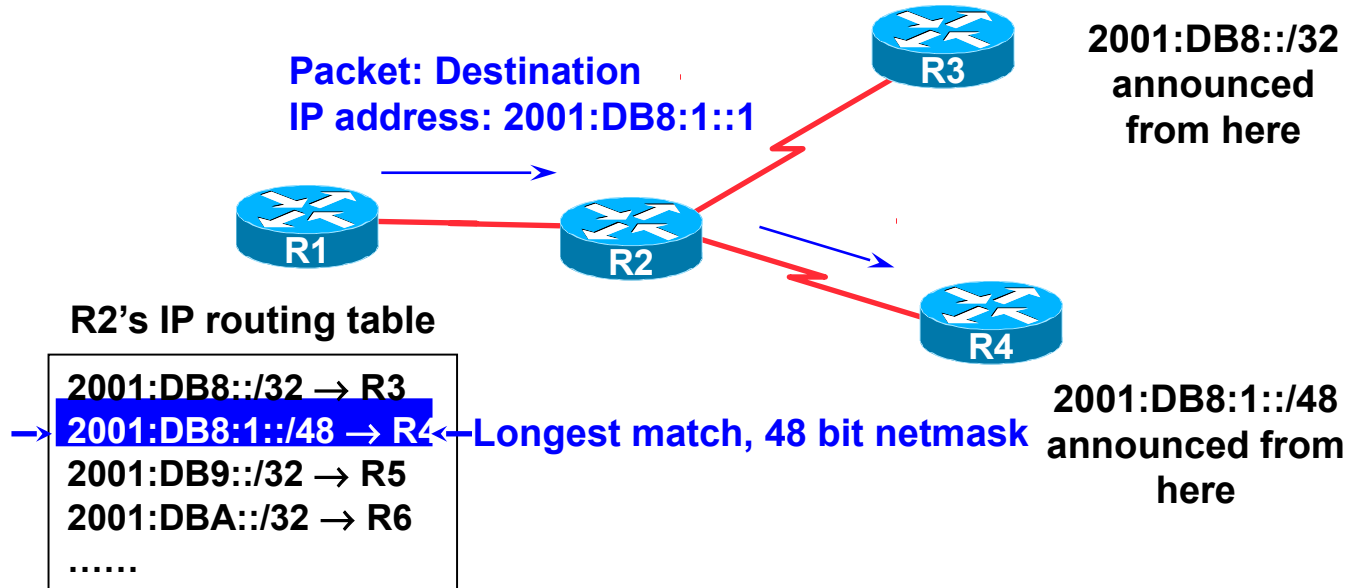 Packet: Destination
IP address: 2001:DB8:1::1
R3
2001:DB8::/32
announced
from here
R1
R2
R4
2001:DB8:1::/48
announced from
here
R2’s IP routing table
2001:DB8::/32 → R3
2001:DB8:1::/48 → R4
Longest match, 48 bit netmask
2001:DB9::/32 → R5
2001:DBA::/32 → R6
……